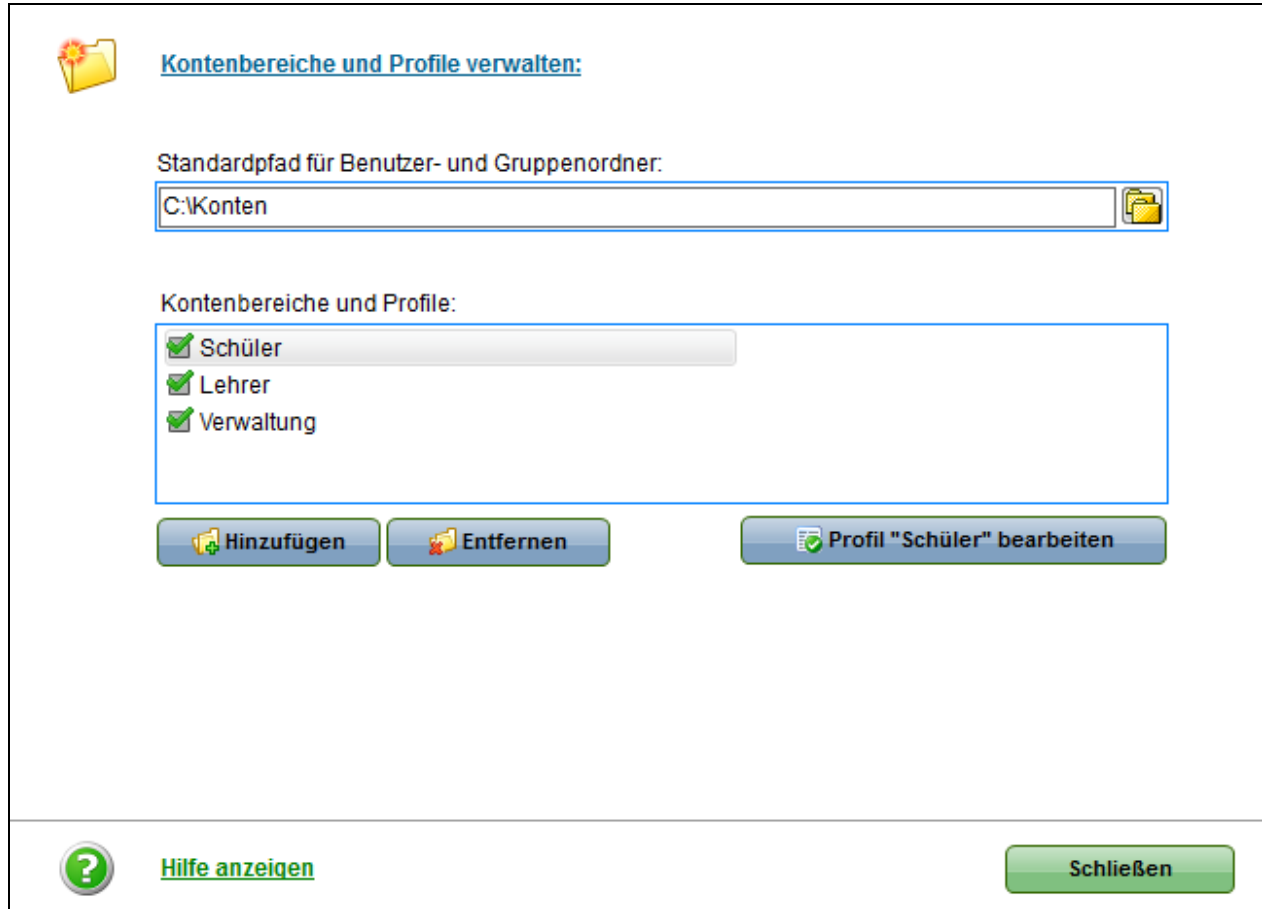 Kontenbereiche und Profile verwalten:
Standardpfad für Benutzer- und Gruppenordner:
C:\Konten
Kontenbereiche und Profile:
Schüler
Lehrer
Verwaltung
Hinzufügen Entfernen Profil "Schüler" bearbeiten
Hilfe anzeigen Schließen